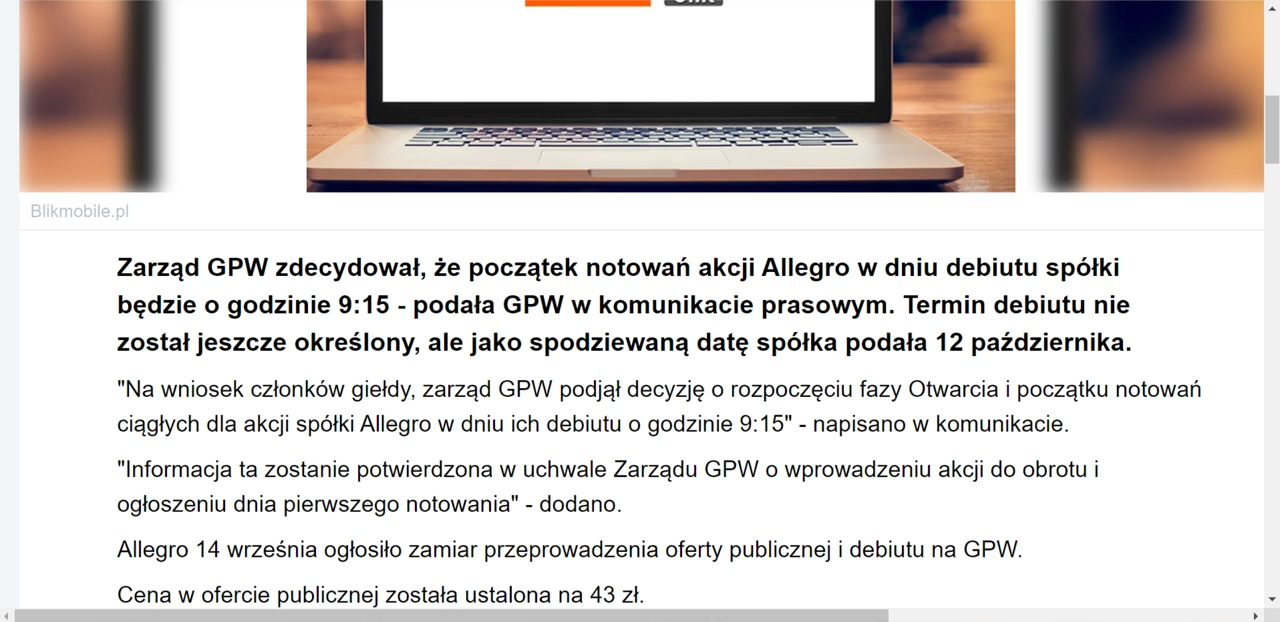 Blikmobile.pl
Zarząd GPW zdecydował, że początek notowań akcji Allegro w dniu debiutu spółki
będzie o godzinie 9:15 - podała GPW w komunikacie prasowym. Termin debiutu nie
został jeszcze określony, ale jako spodziewaną datę spółka podała 12 października.
"Na wniosek członków giełdy, zarząd GPW podjął decyzję o rozpoczęciu fazy Otwarcia i początku notowań
ciągłych dla akcji spółki Allegro w dniu ich debiutu o godzinie 9:15" - napisano w komunikacie.
"Informacja ta zostanie potwierdzona w uchwale Zarządu GPW o wprowadzeniu akcji do obrotu i
ogłoszeniu dnia pierwszego notowania" - dodano.
Allegro 14 września ogłosiło zamiar przeprowadzenia oferty publicznej i debiutu na GPW.
Cena w ofercie publicznej została ustalona na 43 zł.